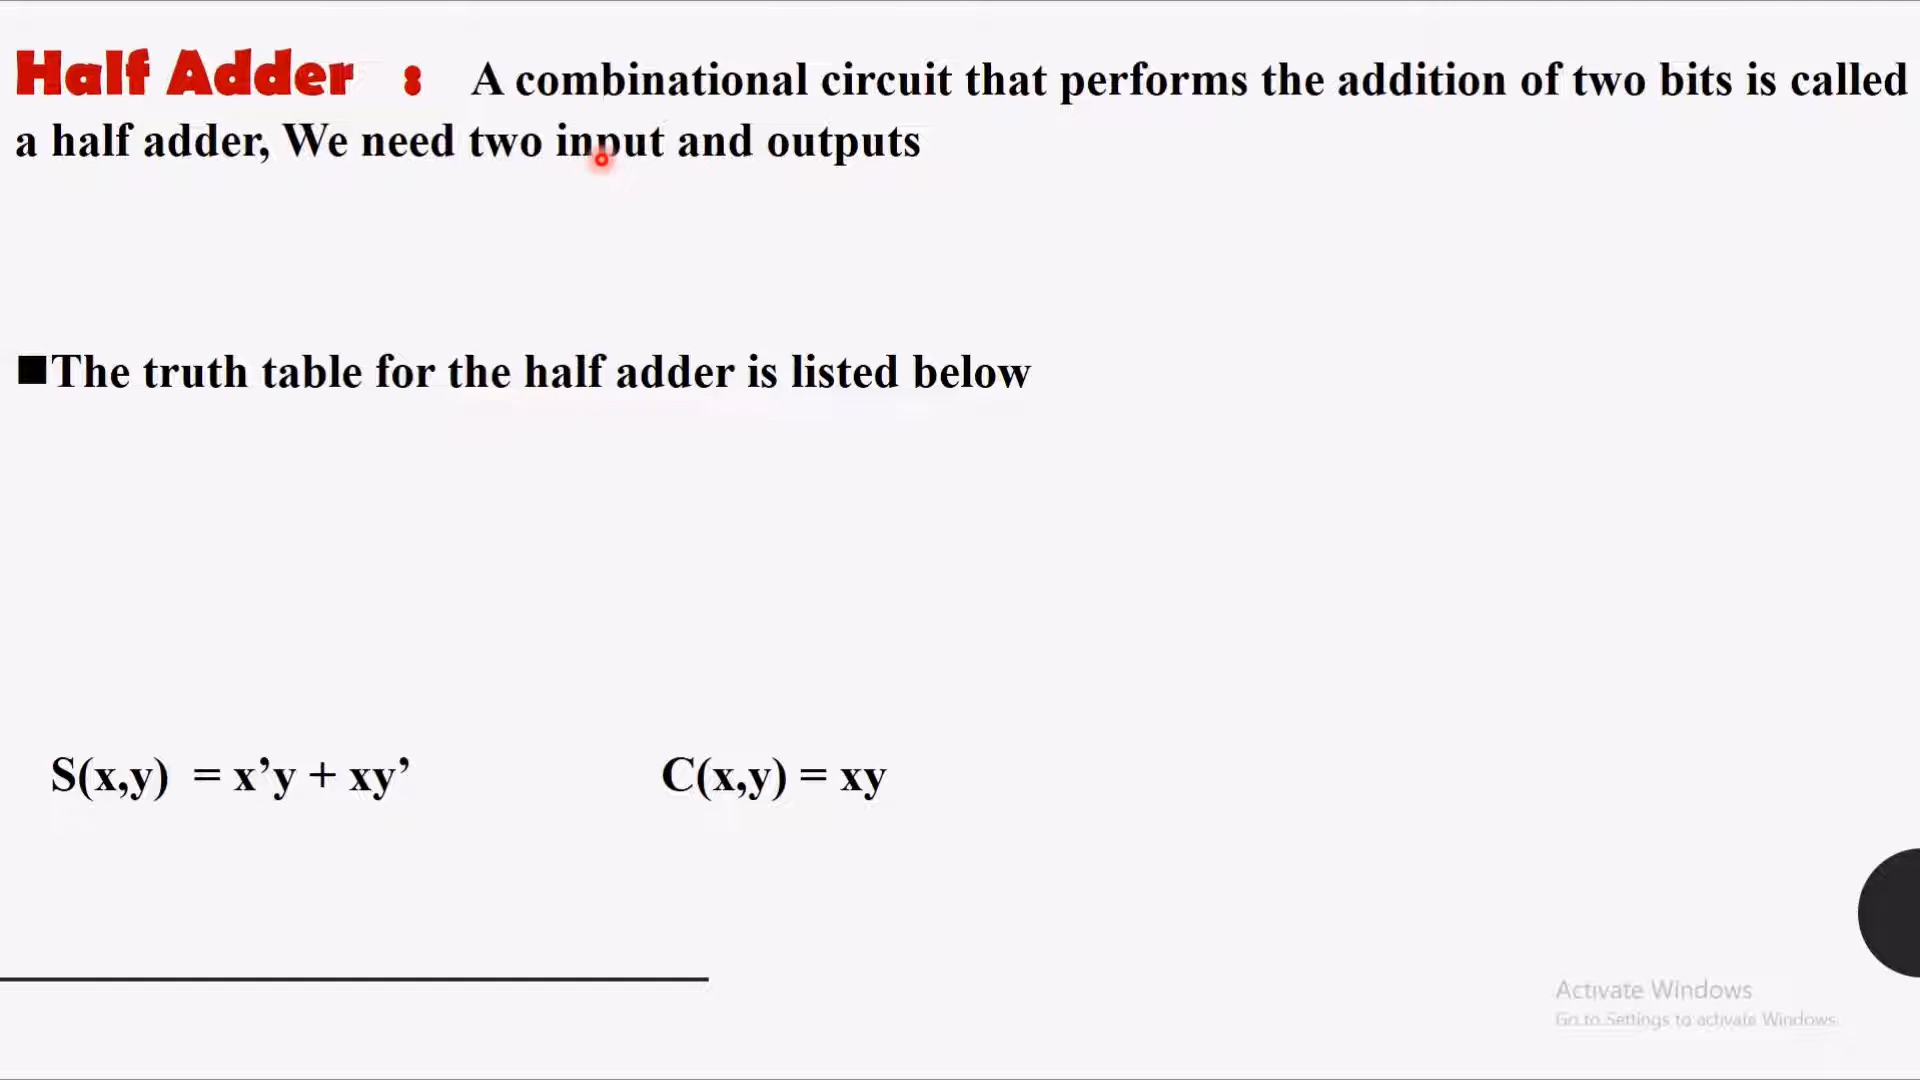 Half Adder : A combinational circuit that performs the addition of two bits is called
a half adder, We need two input and outputs
■The truth table for the half adder is listed below
S(x,y) = x’y + xy’ C(x,y) = xy
Activate Windows
Go to Settings to activate Windows.